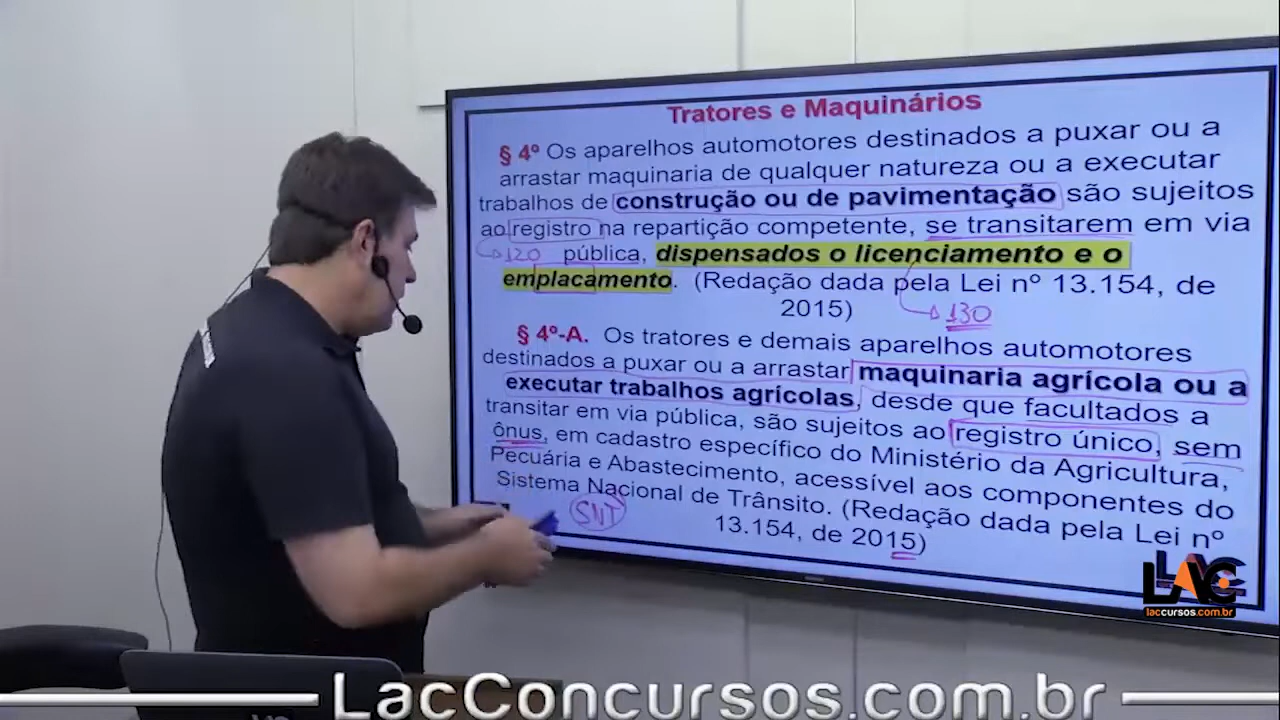 Tratores e Maquinários
§ 4º Os aparelhos automotores destinados a puxar ou a
arrastar maquinaria de qualquer natureza ou a executar
trabalhos de construção ou de pavimentação são sujeitos
ao registro na repartição competente, se transitarem em via
120 pública, dispensados o licenciamento e o
emplacamento. (Redação dada pela Lei nº 13.154, de
2015)
130
§ 4º-A. Os tratores e demais aparelhos automotores
destinados a puxar ou a arrastar maquinaria agrícola ou a
executar trabalhos agrícolas, desde que facultados a
transitar em via pública, são sujeitos ao registro único, sem
ônus, em cadastro específico do Ministério da Agricultura,
Pecuária e Abastecimento, acessível aos componentes do
Sistema Nacional de Trânsito. (Redação dada pela Lei nº
13.154, de 2015)
SNT
LAC
laccursos.com.br
LacConcursos.com.br